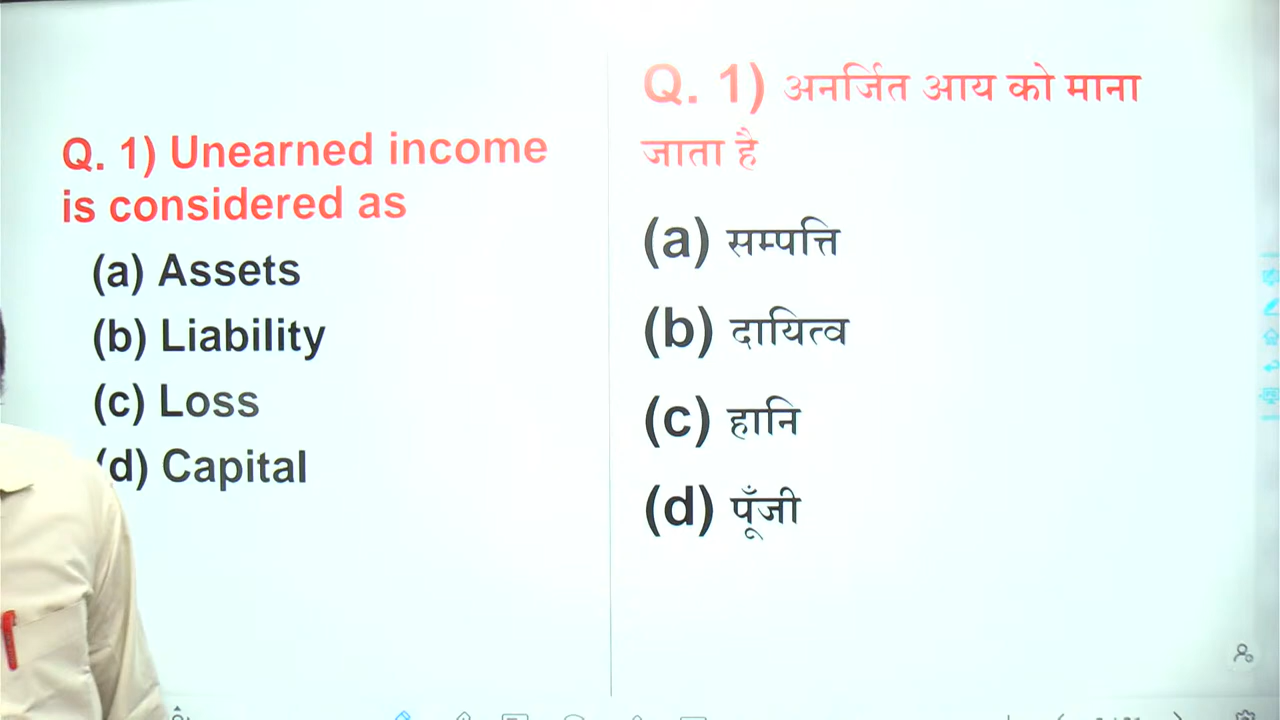 Q. 1) Unearned income
is considered as
(a) Assets
(b) Liability
(c) Loss
(d) Capital
Q. 1) अनर्जित आय को माना
जाता है
(a) सम्पत्ति
(b) दायित्व
(c) हानि
(d) पूँजी